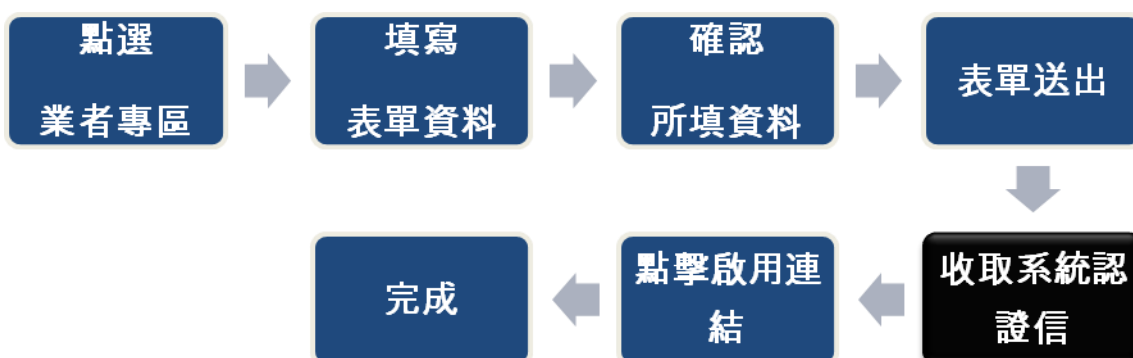 點選
業者專區
填寫
表單資料
確認
所填資料
表單送出
收取系統認
證信
點擊啟用連
結
完成